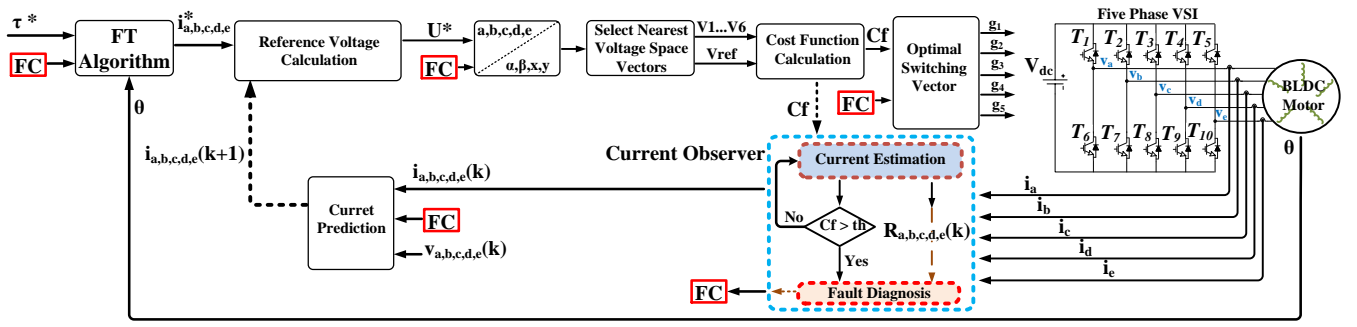 τ *
FC
FT
Algorithm
i*a,b,c,d,e
Reference Voltage
Calculation
U*
FC
a,b,c,d,e
α,β,x,y
Select Nearest
Voltage Space
Vectors
V1...V6
Vref
Cost Function
Calculation
Cf
Cf
FC
Optimal
Switching
Vector
g1
g2
g3
g4
g5
Five Phase VSI
Vdc
T1
T2
T3
T4
T5
va
vb
vc
vd
ve
T6
T7
T8
T9
T10
BLDC
Motor
θ
θ
ia,b,c,d,e(k+1)
Curret
Prediction
ia,b,c,d,e(k)
FC
va,b,c,d,e(k)
Current Observer
Current Estimation
No
Cf > th
Yes
Ra,b,c,d,e(k)
Fault Diagnosis
FC
ia
ib
ic
id
ie